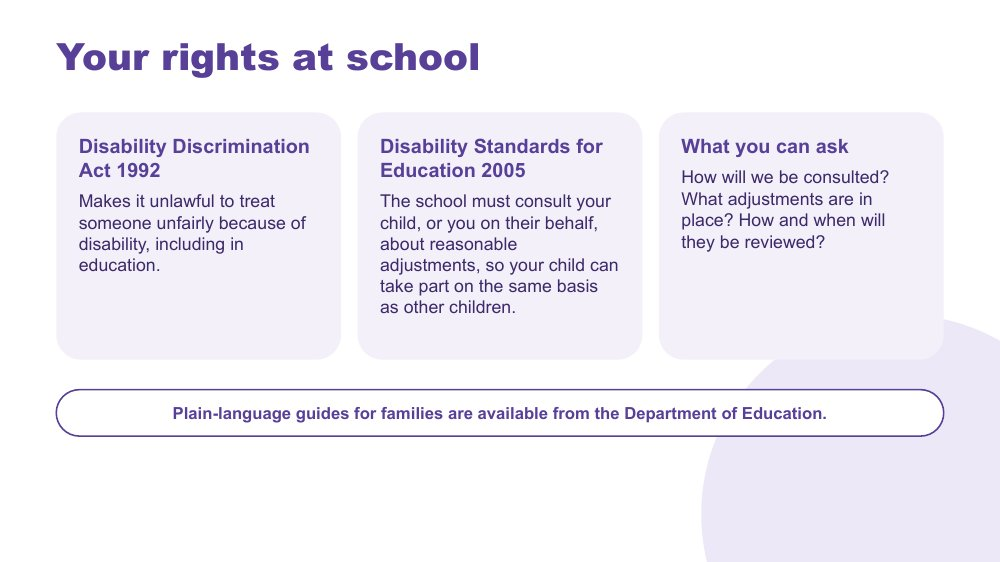 Your rights at school
Disability Discrimination
Act 1992
Makes it unlawful to treat
someone unfairly because of
disability, including in
education.
Disability Standards for
Education 2005
The school must consult your
child, or you on their behalf,
about reasonable
adjustments, so your child can
take part on the same basis
as other children.
What you can ask
How will we be consulted?
What adjustments are in
place? How and when will
they be reviewed?
Plain-language guides for families are available from the Department of Education.